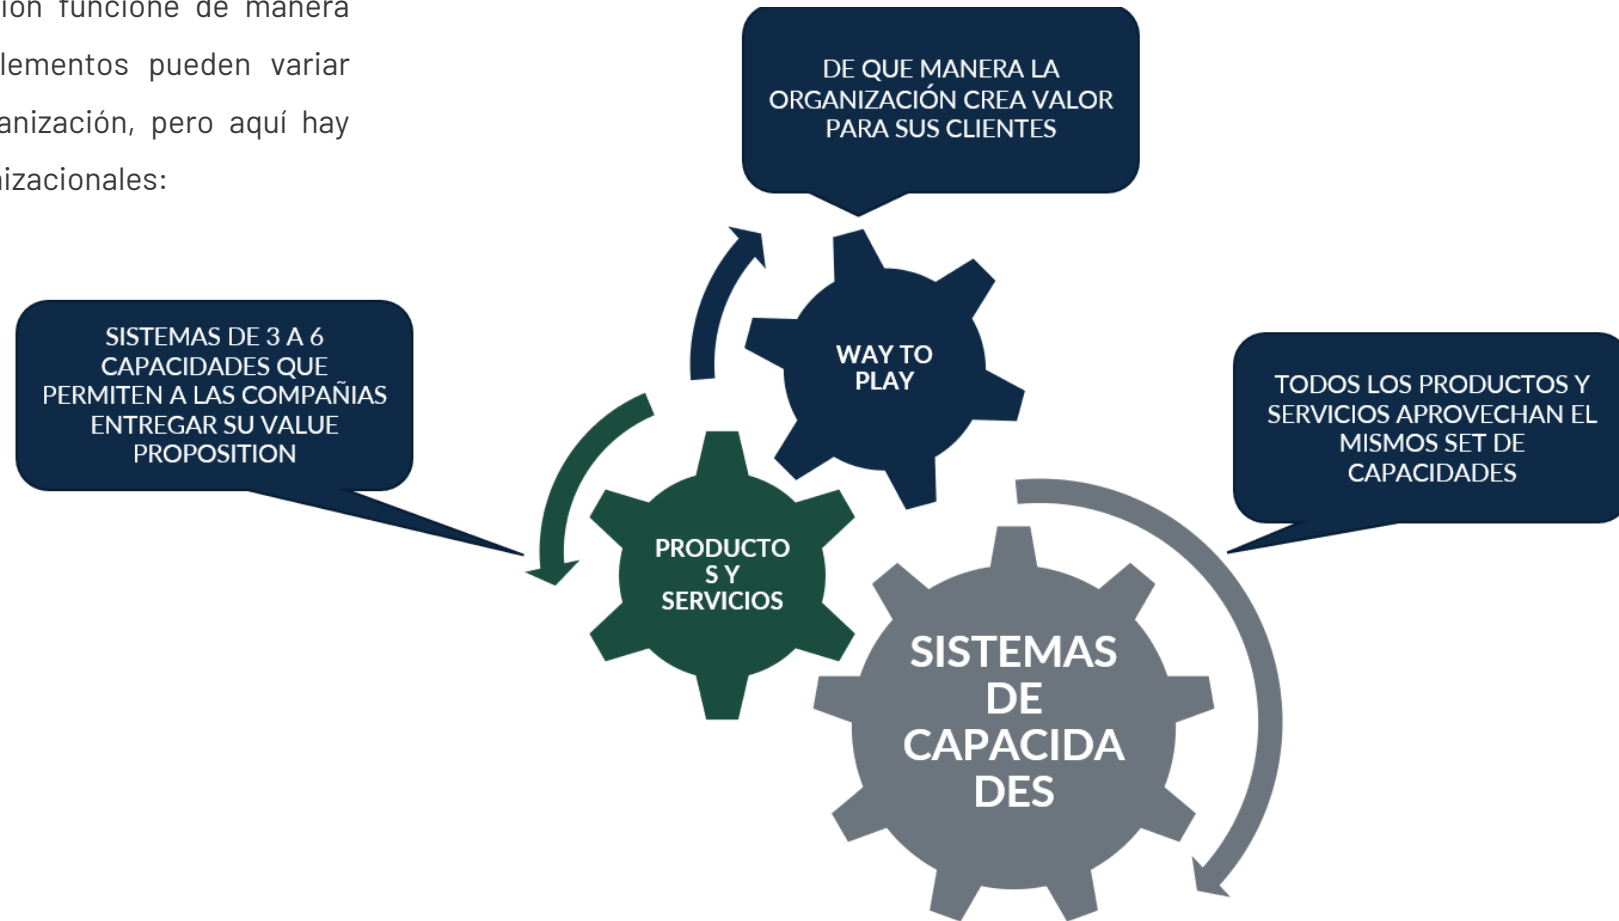 ión funcione de manera
lementos pueden variar
anización, pero aquí hay
nizacionales:
DE QUE MANERA LA
ORGANIZACIÓN CREA VALOR
PARA SUS CLIENTES
SISTEMAS DE 3 A 6
CAPACIDADES QUE
PERMITEN A LAS COMPAÑIAS
ENTREGAR SU VALUE
PROPOSITION
WAY TO
PLAY
TODOS LOS PRODUCTOS Y
SERVICIOS APROVECHAN EL
MISMOS SET DE
CAPACIDADES
PRODUCTO
S Y
SERVICIOS
SISTEMAS
DE
CAPACIDA
DES